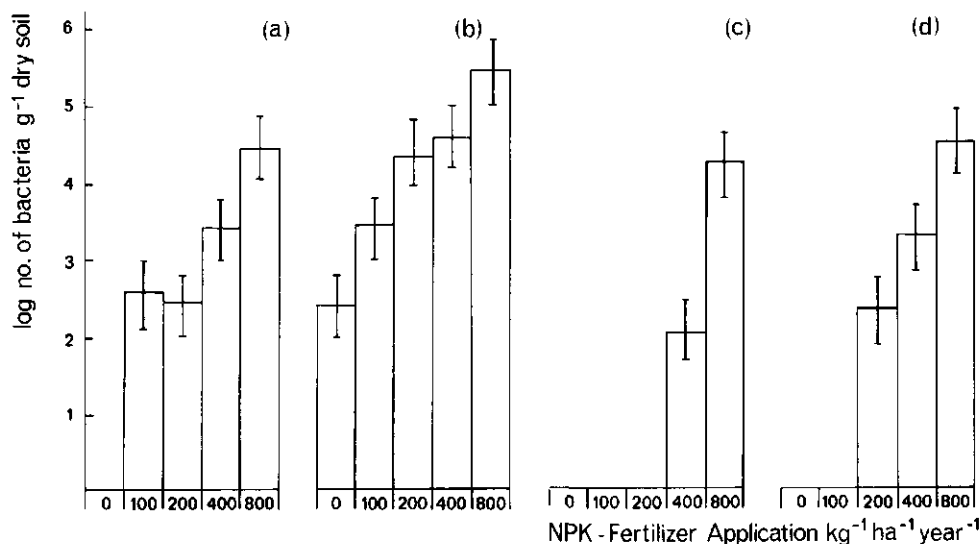 log no. of bacteria g⁻¹ dry soil
6
5
4
3
2
1
(a) (b) (c) (d)
0 100 200 400 800 0 100 200 400 800 0 100 200 400 800 0 100 200 400 800
NPK-Fertilizer Application kg⁻¹ ha⁻¹ year⁻¹